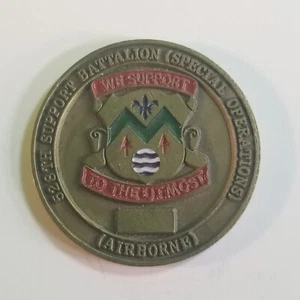 528TH SUPPORT BATTALION (SPECIAL OPERATIONS)
WE SUPPORT
TO THE UTMOST
(AIRBORNE)